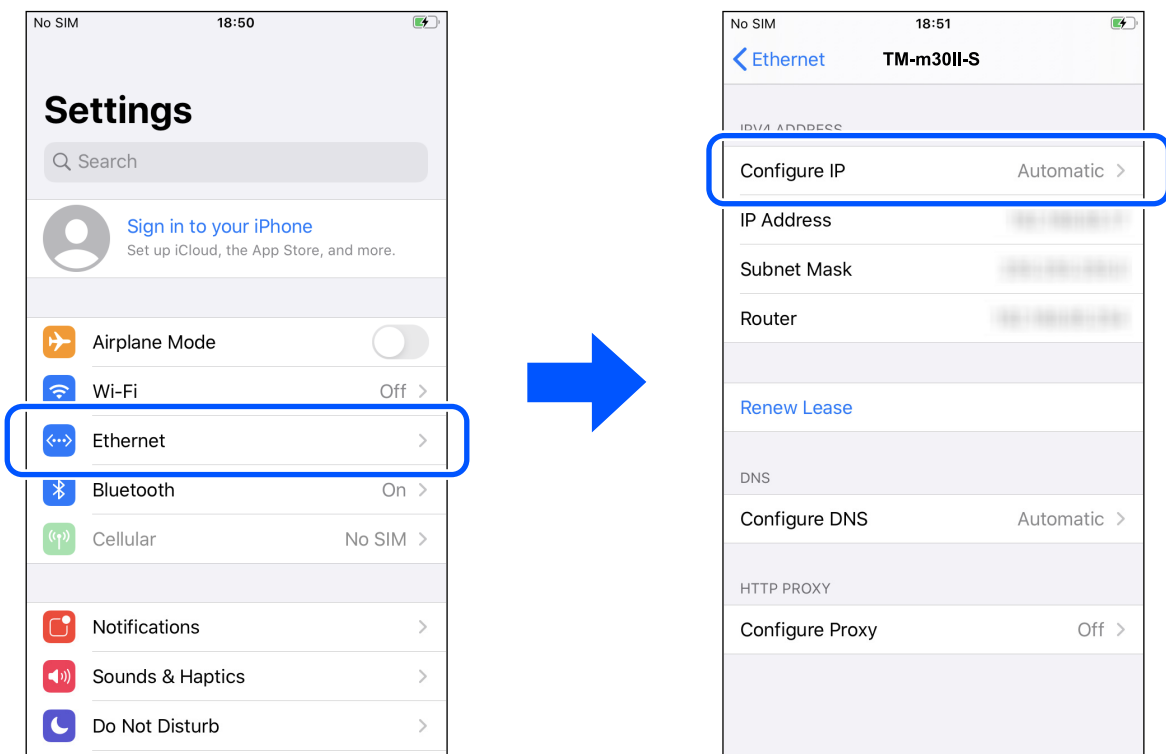 No SIM 18:50
Settings
Search
Sign in to your iPhone
Set up iCloud, the App Store, and more.
Airplane Mode
Wi-Fi Off
Ethernet
Bluetooth On
Cellular No SIM
Notifications
Sounds & Haptics
Do Not Disturb
No SIM 18:51
Ethernet TM-m30II-S
IPV4 ADDRESS
Configure IP Automatic
IP Address
Subnet Mask
Router
Renew Lease
DNS
Configure DNS Automatic
HTTP PROXY
Configure Proxy Off